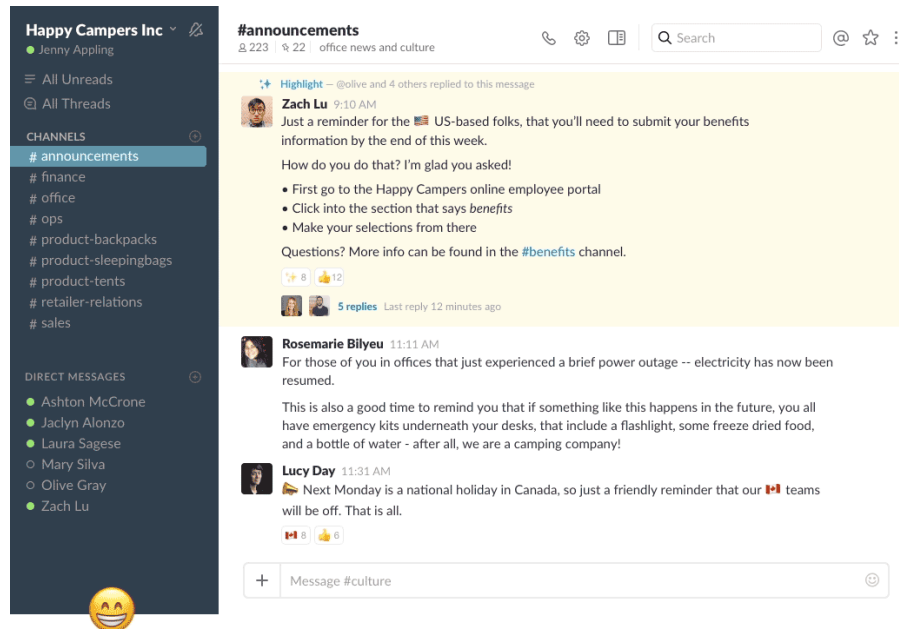 Happy Campers Inc
Jenny Appling
All Unreads
All Threads
CHANNELS
# announcements
# finance
# office
# ops
# product-backpacks
# product-sleepingbags
# product-tents
# retailer-relations
# sales
DIRECT MESSAGES
Ashton McCrone
Jaclyn Alonzo
Laura Sagese
Mary Silva
Olive Gray
Zach Lu
#announcements
223 | 22 | office news and culture
Search
Highlight — @olive and 4 others replied to this message
Zach Lu 9:10 AM
Just a reminder for the 🇺🇸 US-based folks, that you’ll need to submit your benefits
information by the end of this week.
How do you do that? I’m glad you asked!
• First go to the Happy Campers online employee portal
• Click into the section that says benefits
• Make your selections from there
Questions? More info can be found in the #benefits channel.
✨ 8 👍 12
5 replies Last reply 12 minutes ago
Rosemarie Bilyeu 11:11 AM
For those of you in offices that just experienced a brief power outage -- electricity has now been
resumed.
This is also a good time to remind you that if something like this happens in the future, you all
have emergency kits underneath your desks, that include a flashlight, some freeze dried food,
and a bottle of water - after all, we are a camping company!
Lucy Day 11:31 AM
📣 Next Monday is a national holiday in Canada, so just a friendly reminder that our 🇨🇦 teams
will be off. That is all.
🇨🇦 8 👍 6
+ Message #culture